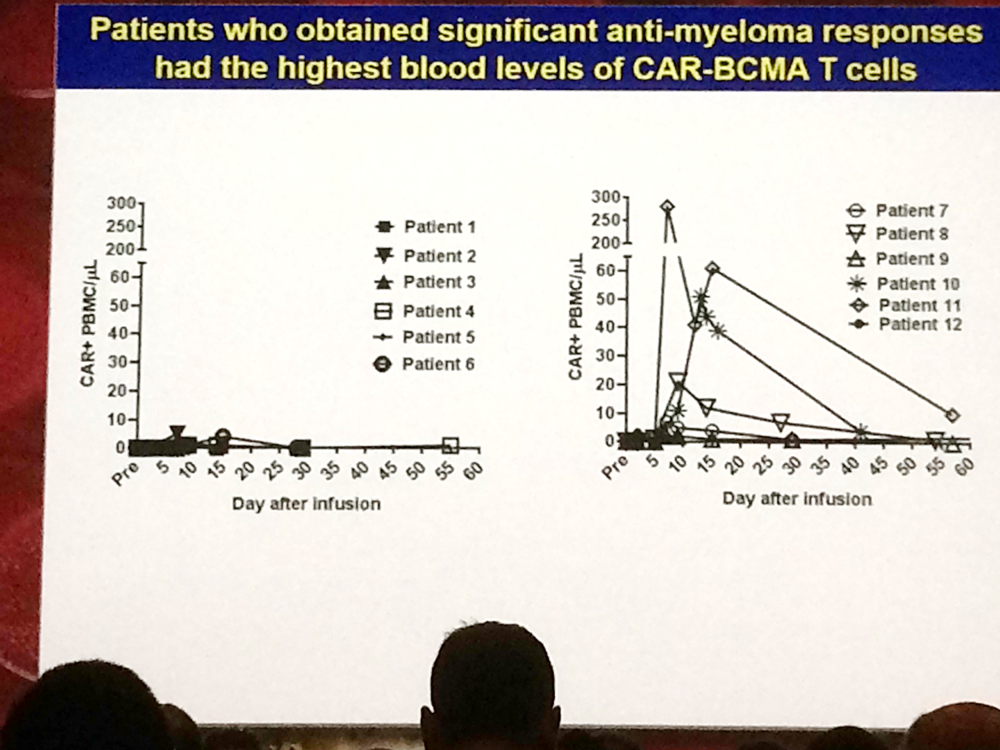 Patients who obtained significant anti-myeloma responses
had the highest blood levels of CAR-BCMA T cells
300
250
200
60
50
40
30
20
10
0
CAR+ PBMC/µL
Pre 5 10 15 20 25 30 35 40 45 50 55 60
Day after infusion
Patient 1
Patient 2
Patient 3
Patient 4
Patient 5
Patient 6
300
250
200
60
50
40
30
20
10
0
CAR+ PBMC/µL
Pre 5 10 15 20 25 30 35 40 45 50 55 60
Day after infusion
Patient 7
Patient 8
Patient 9
Patient 10
Patient 11
Patient 12